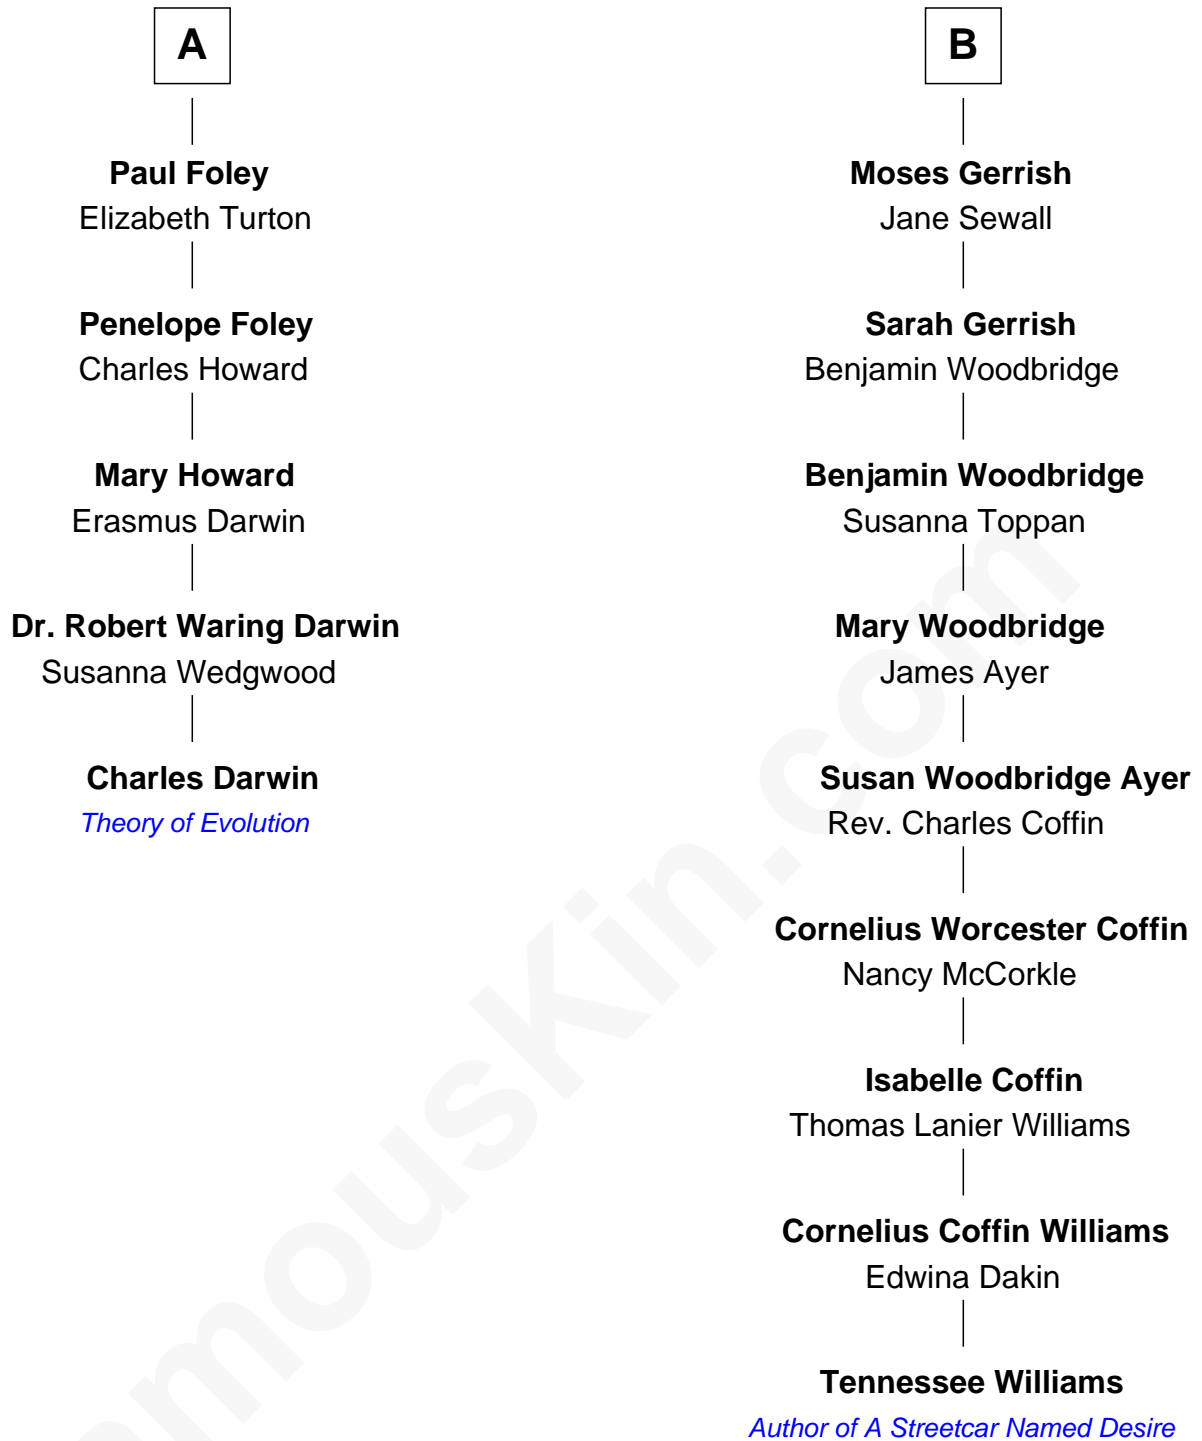 A
Paul Foley
Elizabeth Turton
Penelope Foley
Charles Howard
Mary Howard
Erasmus Darwin
Dr. Robert Waring Darwin
Susanna Wedgwood
Charles Darwin
Theory of Evolution
B
Moses Gerrish
Jane Sewall
Sarah Gerrish
Benjamin Woodbridge
Benjamin Woodbridge
Susanna Toppan
Mary Woodbridge
James Ayer
Susan Woodbridge Ayer
Rev. Charles Coffin
Cornelius Worcester Coffin
Nancy McCorkle
Isabelle Coffin
Thomas Lanier Williams
Cornelius Coffin Williams
Edwina Dakin
Tennessee Williams
Author of A Streetcar Named Desire
amousKin.com